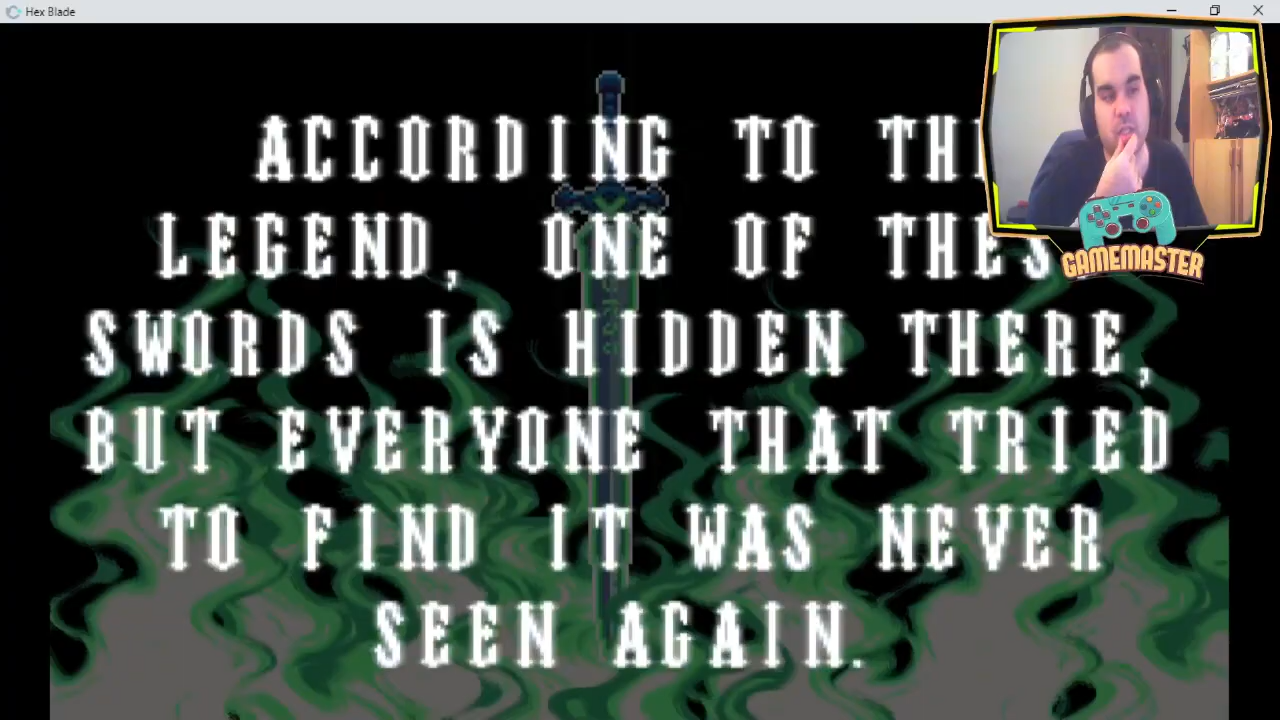 Hex Blade
ACCORDING TO THE
LEGEND, ONE OF THES
SWORDS IS HIDDEN THERE,
BUT EVERYONE THAT TRIED
TO FIND IT WAS NEVER
SEEN AGAIN.
GAMEMASTER